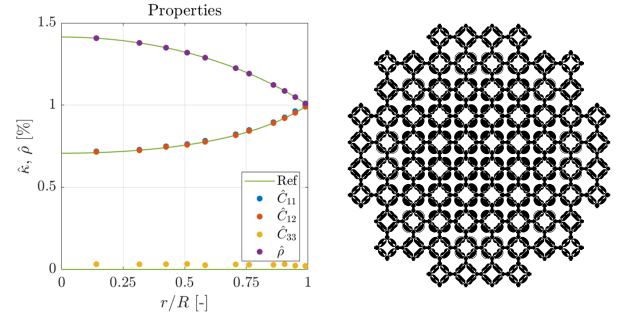 Properties
1.5
1
0.5
0
κ̂, ρ̂ [%]
Ref
Ĉ₁₁
Ĉ₁₂
Ĉ₃₃
ρ̂
0 0.25 0.5 0.75 1
r/R [-]